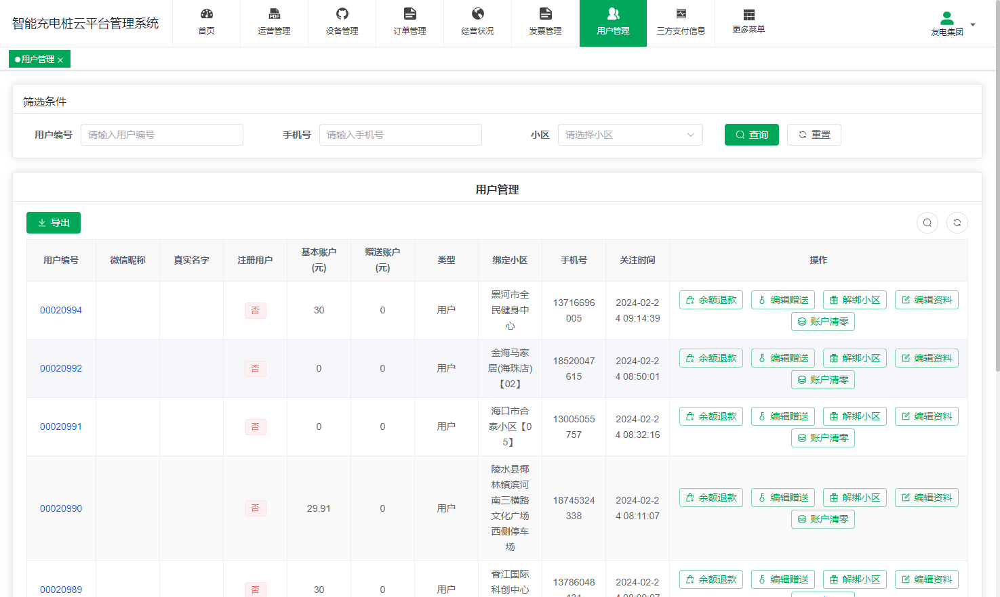 智能充电桩云平台管理系统
首页
运营管理
设备管理
订单管理
经营状况
发票管理
用户管理
三方支付信息
更多菜单
友电集团
用户管理
筛选条件
用户编号 请输入用户编号
手机号 请输入手机号
小区 请选择小区
查询
重置
用户管理
导出
用户编号 微信昵称 真实名字 注册用户 基本账户(元) 赠送账户(元) 类型 绑定小区 手机号 关注时间 操作
00020994 否 30 0 用户
黑河市全
民健身中
心
13716696
005
2024-02-2
4 09:14:39
余额退款 编辑赠送 解绑小区 编辑资料
账户清零
00020992 否 0 0 用户
金海马家
居(海珠店)
【02】
18520047
615
2024-02-2
4 08:50:01
余额退款 编辑赠送 解绑小区 编辑资料
账户清零
00020991 否 0 0 用户
海口市合
泰小区【0
5】
13005055
757
2024-02-2
4 08:32:16
余额退款 编辑赠送 解绑小区 编辑资料
账户清零
00020990 否 29.91 0 用户
陵水县椰
林镇滨河
南三横路
文化广场
西侧停车
场
18745324
338
2024-02-2
4 08:11:07
余额退款 编辑赠送 解绑小区 编辑资料
账户清零
00020989 否 30 0 用户
香江国际
科创中心
13786048
2024-02-2
余额退款 编辑赠送 解绑小区 编辑资料